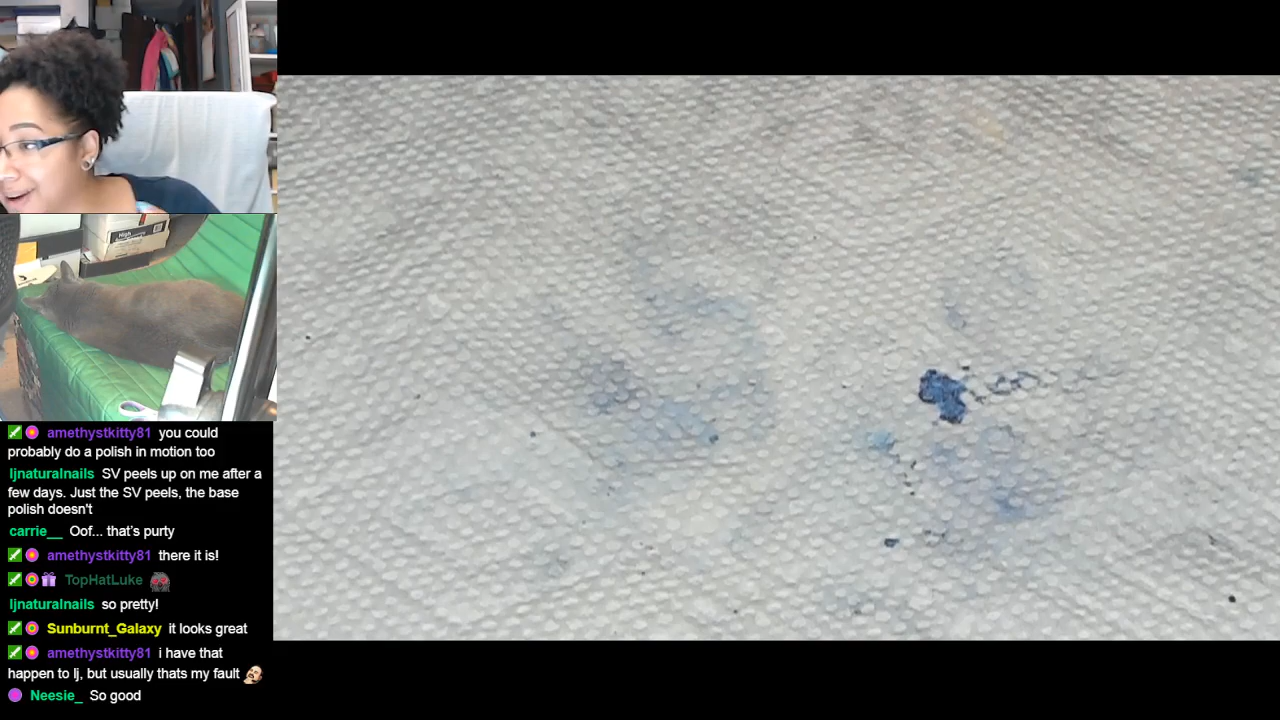 High
amethystkitty81 you could
probably do a polish in motion too
ljnaturalnails SV peels up on me after a
few days. Just the SV peels, the base
polish doesn't
carrie__ Oof... that's purty
amethystkitty81 there it is!
TopHatLuke
ljnaturalnails so pretty!
Sunburnt_Galaxy it looks great
amethystkitty81 i have that
happen to lj, but usually thats my fault
Neesie_ So good